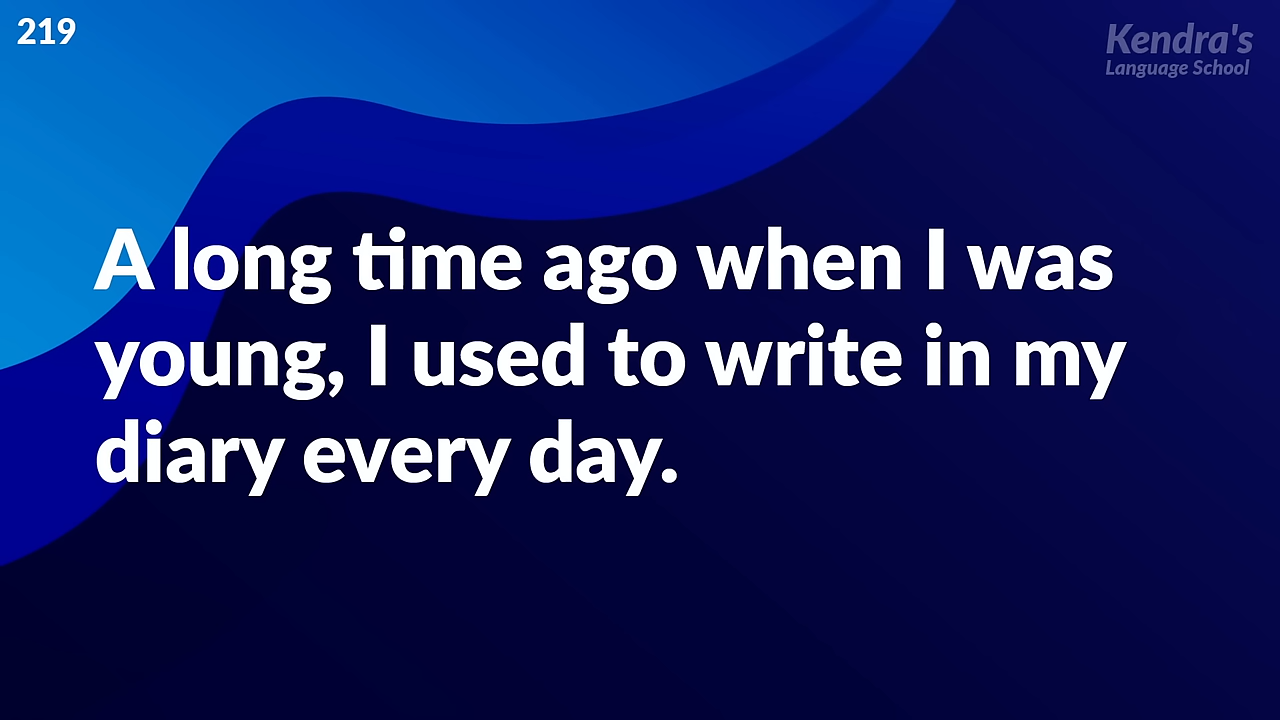 219
Kendra's
Language School
A long time ago when I was
young, I used to write in my
diary every day.